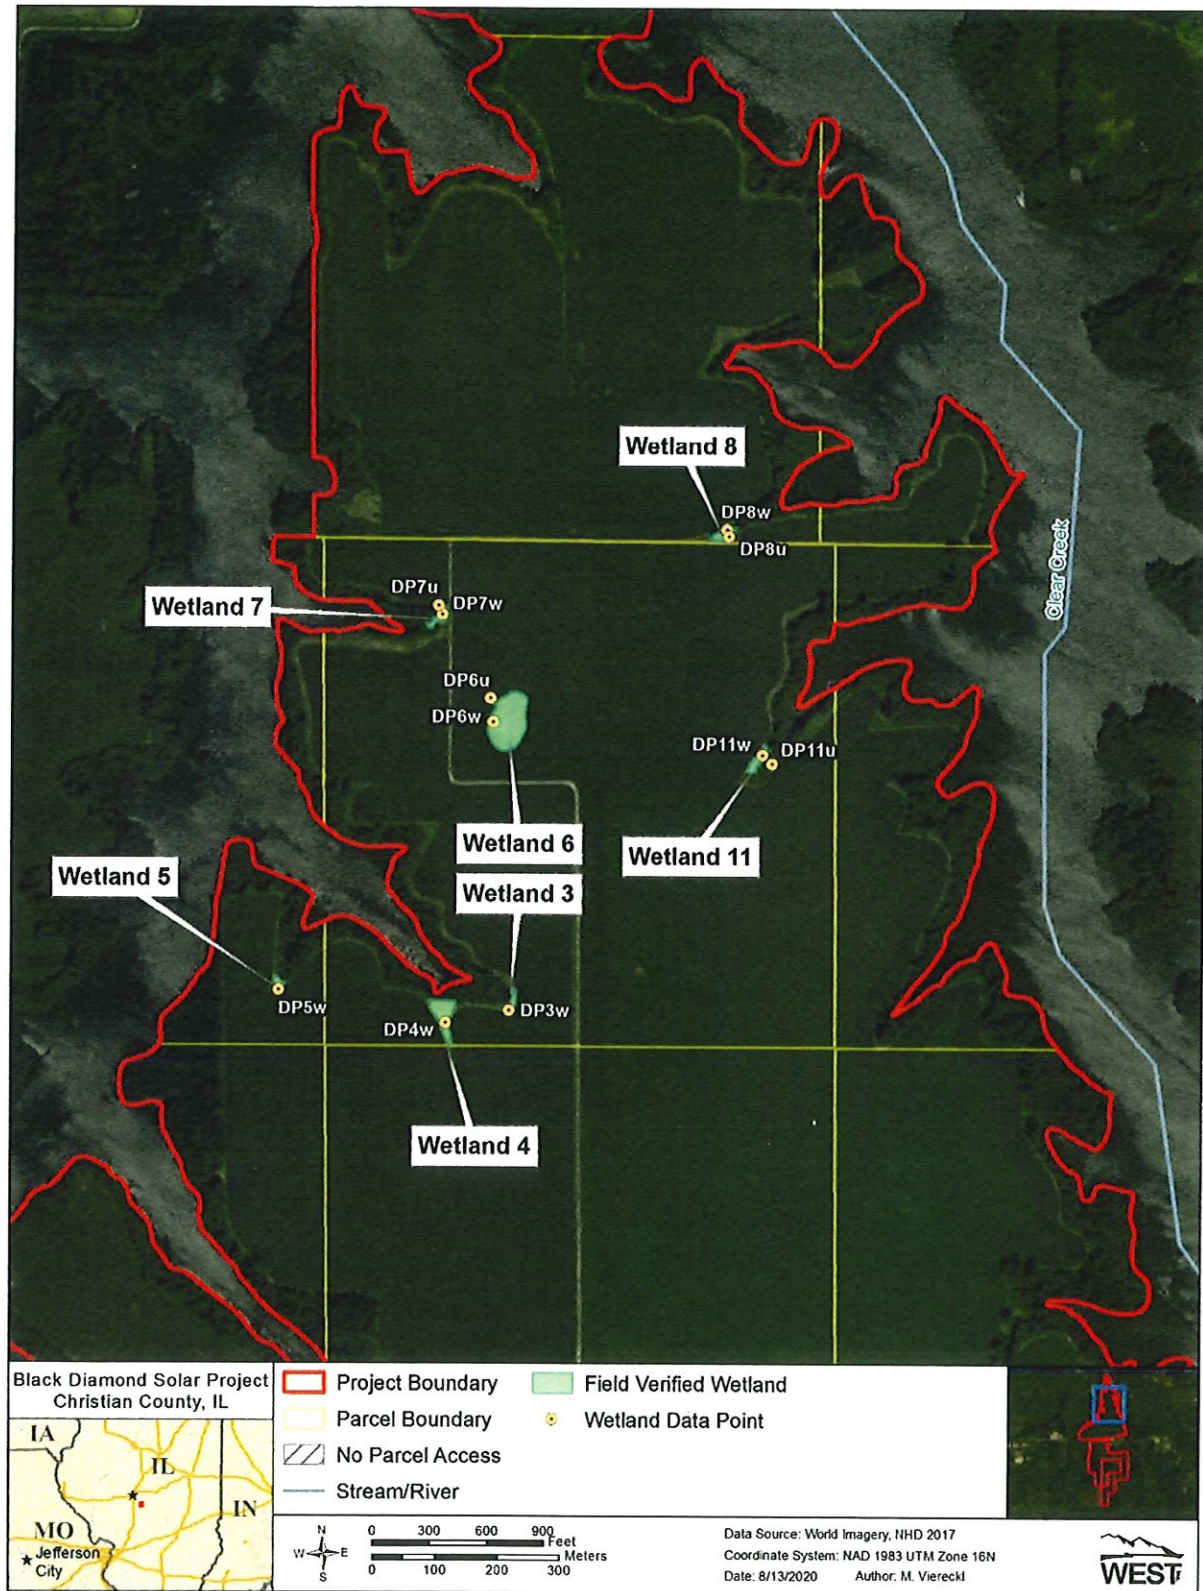 Wetland 8
DP8w
DP8u
Clear Creek
DP7u
DP7w
Wetland 7
DP6u
DP6w
DP11w
DP11u
Wetland 6
Wetland 11
Wetland 5
Wetland 3
DP5w
DP3w
DP4w
Wetland 4
Black Diamond Solar Project
Christian County, IL
IA
IL
IN
MO
Jefferson
City
Project Boundary
Field Verified Wetland
Parcel Boundary
Wetland Data Point
No Parcel Access
Stream/River
N
W E
S
0 300 600 900
Feet
Meters
0 100 200 300
Data Source: World Imagery, NHD 2017
Coordinate System: NAD 1983 UTM Zone 16N
Date: 8/13/2020 Author: M. Viereckl
WEST